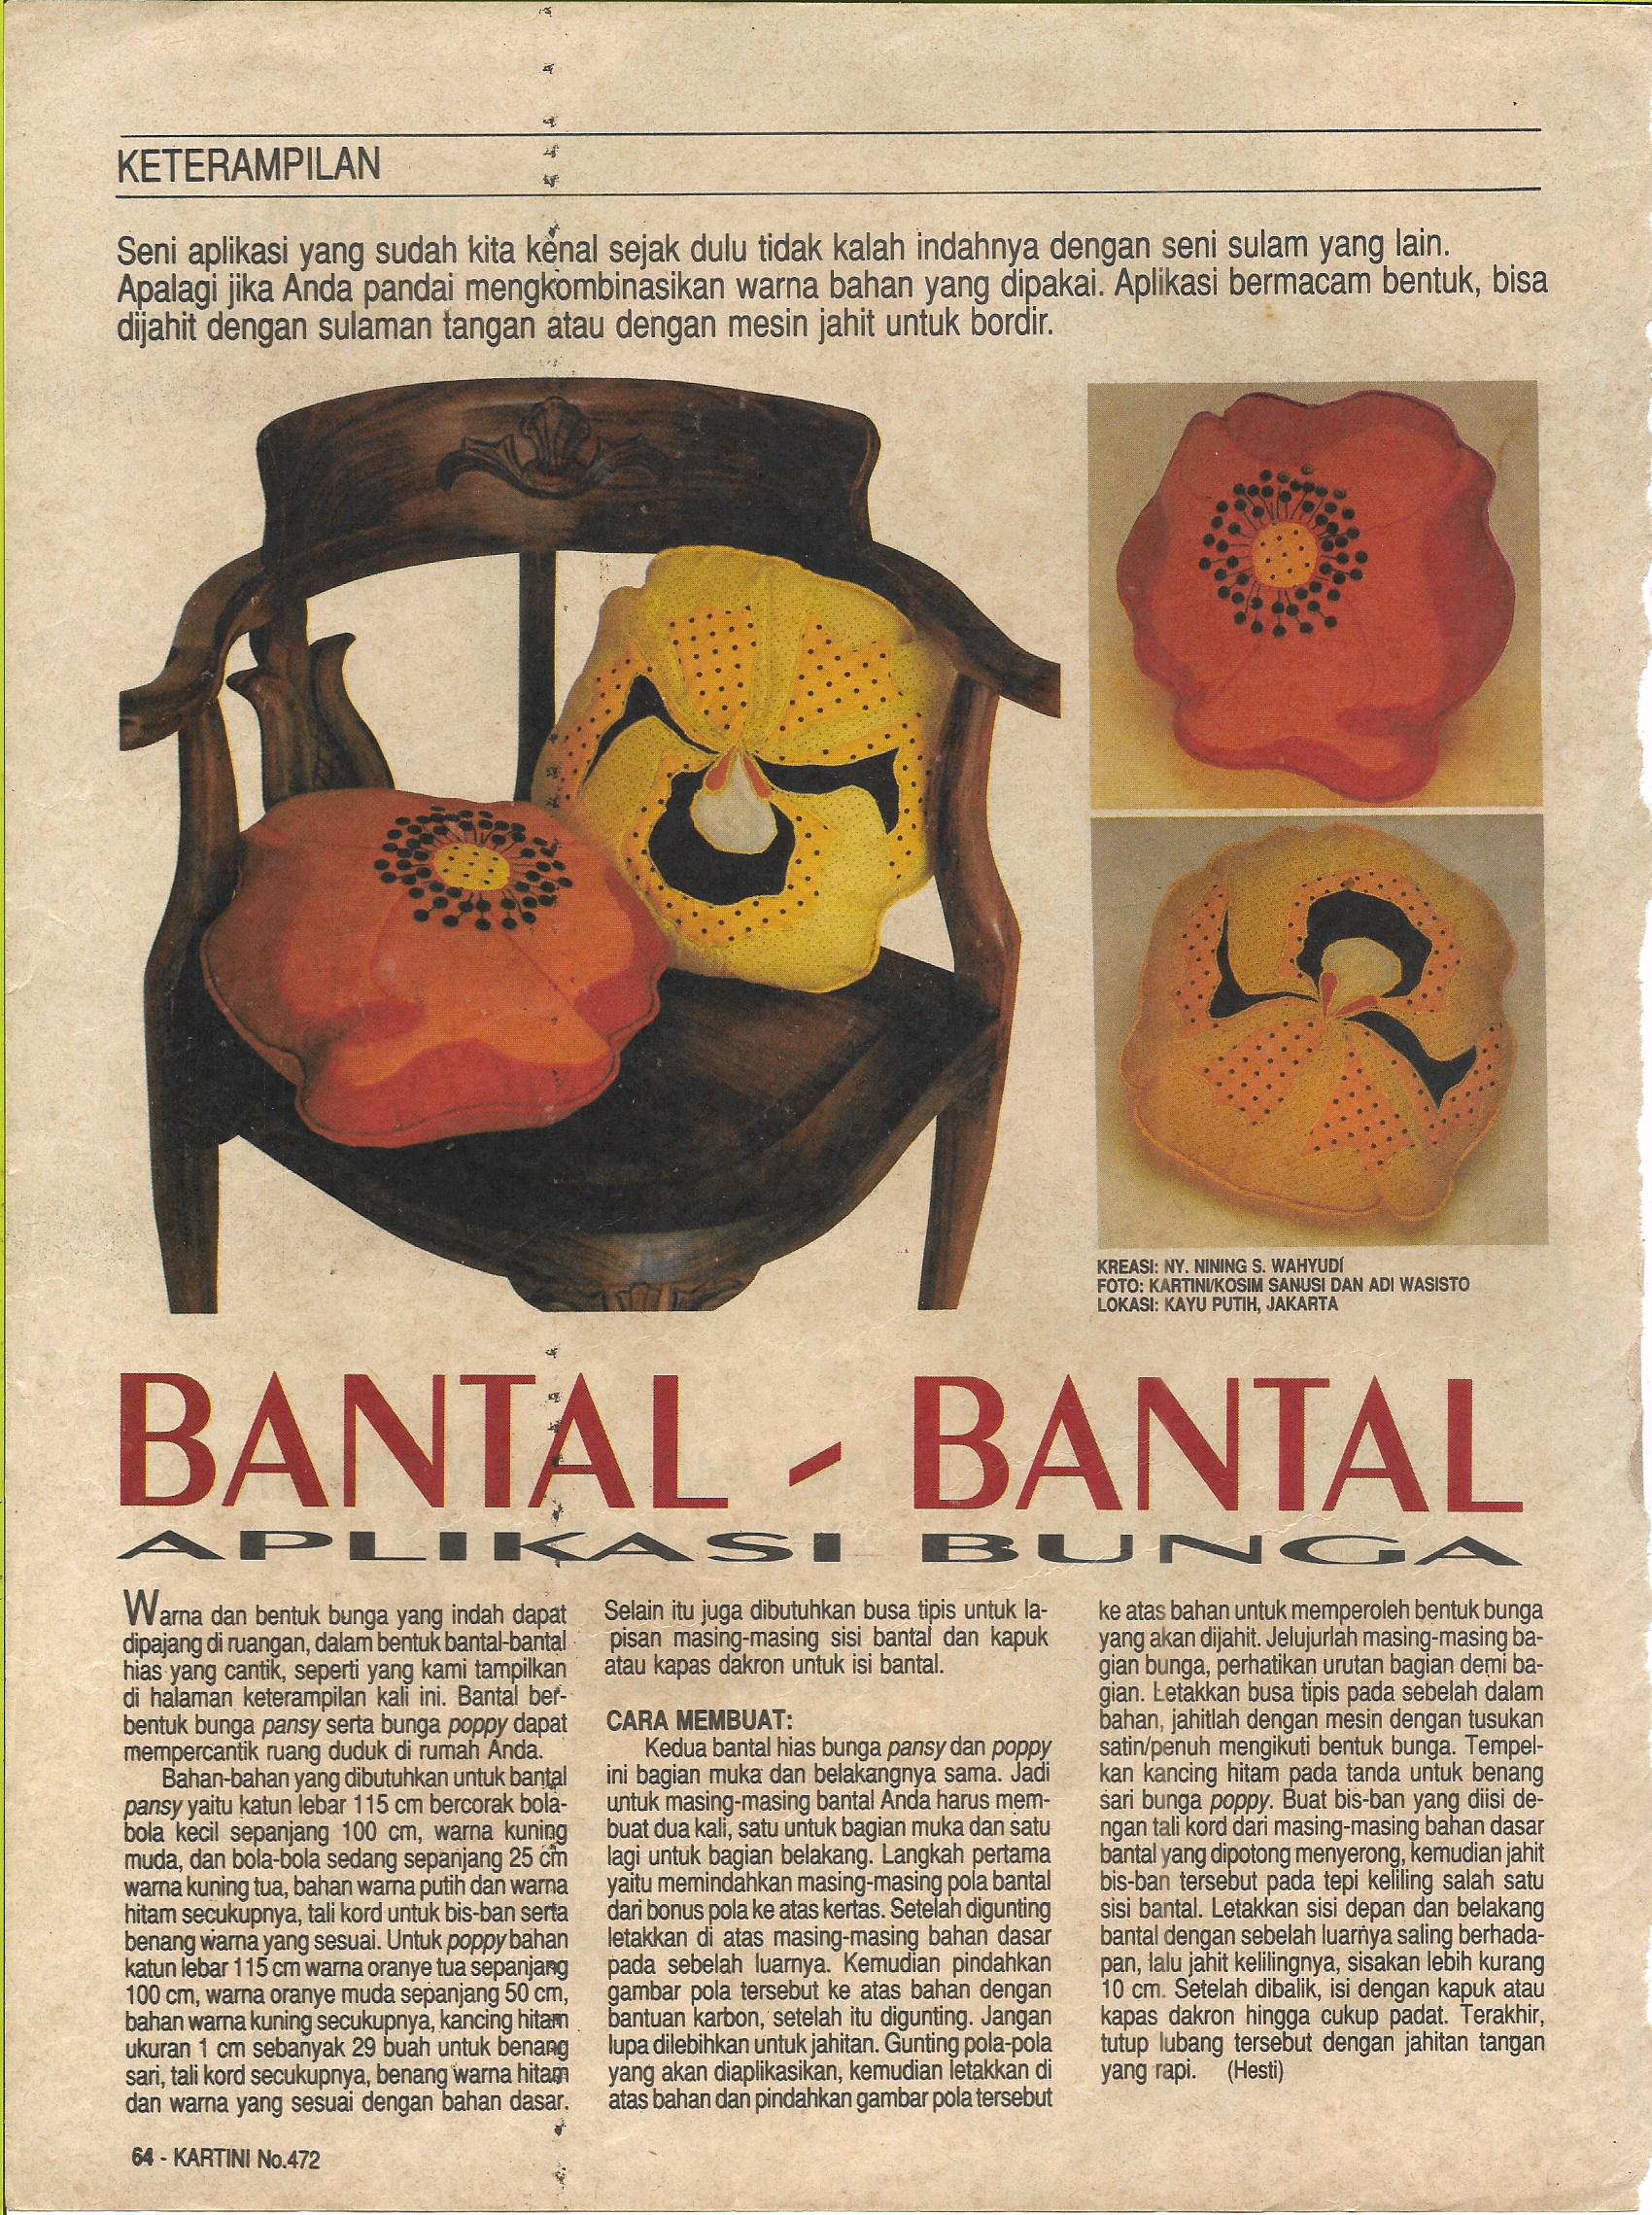 KETERAMPILAN
Seni aplikasi yang sudah kita kenal sejak dulu tidak kalah indahnya dengan seni sulam yang lain.
Apalagi jika Anda pandai mengkombinasikan warna bahan yang dipakai. Aplikasi bermacam bentuk, bisa
dijahit dengan sulaman tangan atau dengan mesin jahit untuk bordir.
KREASI: NY. NINING S. WAHYUDI
FOTO: KARTINI/KOSIM SANUSI DAN ADI WASISTO
LOKASI: KAYU PUTIH, JAKARTA
BANTAL - BANTAL
APLIKASI BUNGA
Warna dan bentuk bunga yang indah dapat
dipajang di ruangan, dalam bentuk bantal-bantal
hias yang cantik, seperti yang kami tampilkan
di halaman keterampilan kali ini. Bantal ber-
bentuk bunga pansy serta bunga poppy dapat
mempercantik ruang duduk di rumah Anda.
Bahan-bahan yang dibutuhkan untuk bantal
pansy yaitu katun lebar 115 cm bercorak bola-
bola kecil sepanjang 100 cm, warna kuning
muda, dan bola-bola sedang sepanjang 25 cm
warna kuning tua, bahan warna putih dan warna
hitam secukupnya, tali kord untuk bis-ban serta
benang warna yang sesuai. Untuk poppy bahan
katun lebar 115 cm warna oranye tua sepanjang
100 cm, warna oranye muda sepanjang 50 cm,
bahan warna kuning secukupnya, kancing hitam
ukuran 1 cm sebanyak 29 buah untuk benang
sari, tali kord secukupnya, benang warna hitam
dan warna yang sesuai dengan bahan dasar.
Selain itu juga dibutuhkan busa tipis untuk la-
pisan masing-masing sisi bantal dan kapuk
atau kapas dakron untuk isi bantal.
CARA MEMBUAT:
Kedua bantal hias bunga pansy dan poppy
ini bagian muka dan belakangnya sama. Jadi
untuk masing-masing bantal Anda harus mem-
buat dua kali, satu untuk bagian muka dan satu
lagi untuk bagian belakang. Langkah pertama
yaitu memindahkan masing-masing pola bantal
dari bonus pola ke atas kertas. Setelah digunting
letakkan di atas masing-masing bahan dasar
pada sebelah luarnya. Kemudian pindahkan
gambar pola tersebut ke atas bahan dengan
bantuan karbon, setelah itu digunting. Jangan
lupa dilebihkan untuk jahitan. Gunting pola-pola
yang akan diaplikasikan, kemudian letakkan di
atas bahan dan pindahkan gambar pola tersebut
ke atas bahan untuk memperoleh bentuk bunga
yang akan dijahit. Jelujurlah masing-masing ba-
gian bunga, perhatikan urutan bagian demi ba-
gian. Letakkan busa tipis pada sebelah dalam
bahan, jahitlah dengan mesin dengan tusukan
satin/penuh mengikuti bentuk bunga. Tempel-
kan kancing hitam pada tanda untuk benang
sari bunga poppy. Buat bis-ban yang diisi de-
ngan tali kord dari masing-masing bahan dasar
bantal yang dipotong menyerong, kemudian jahit
bis-ban tersebut pada tepi keliling salah satu
sisi bantal. Letakkan sisi depan dan belakang
bantal dengan sebelah luarnya saling berhada-
pan, lalu jahit kelilingnya, sisakan lebih kurang
10 cm. Setelah dibalik, isi dengan kapuk atau
kapas dakron hingga cukup padat. Terakhir,
tutup lubang tersebut dengan jahitan tangan
yang rapi. (Hesti)
64 - KARTINI No.472